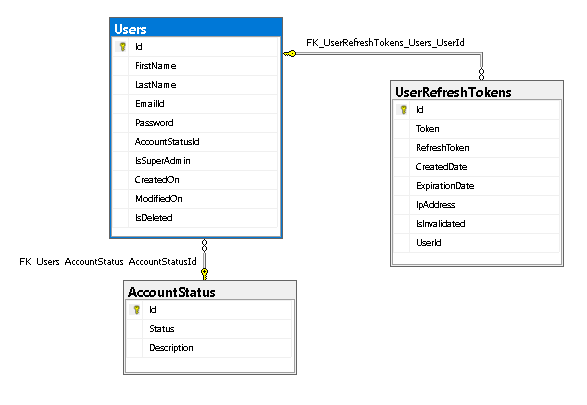 Users
Id
FirstName
LastName
EmailId
Password
AccountStatusId
IsSuperAdmin
CreatedOn
ModifiedOn
IsDeleted
FK_UserRefreshTokens_Users_UserId
UserRefreshTokens
Id
Token
RefreshToken
CreatedDate
ExpirationDate
IpAddress
IsInvalidated
UserId
FK_Users_AccountStatus_AccountStatusId
AccountStatus
Id
Status
Description